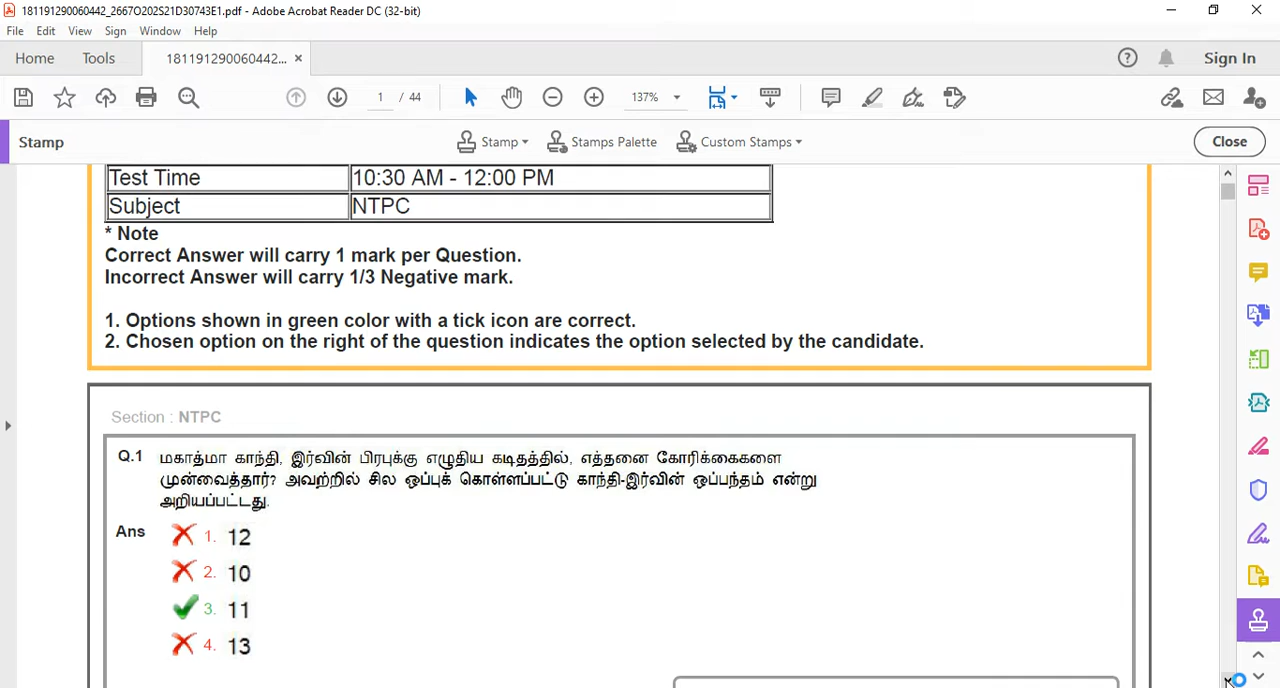 181191290060442_2667O202S21D30743E1.pdf - Adobe Acrobat Reader DC (32-bit)
File Edit View Sign Window Help
Home Tools 181191290060442... × Sign In
1 / 44 137%
Stamp Stamp Stamps Palette Custom Stamps Close
Test Time 10:30 AM - 12:00 PM
Subject NTPC
* Note
Correct Answer will carry 1 mark per Question.
Incorrect Answer will carry 1/3 Negative mark.
1. Options shown in green color with a tick icon are correct.
2. Chosen option on the right of the question indicates the option selected by the candidate.
Section : NTPC
Q.1 மகாத்மா காந்தி, இர்வின் பிரபுக்கு எழுதிய கடிதத்தில், எத்தனை கோரிக்கைகளை
முன்வைத்தார்? அவற்றில் சில ஒப்புக் கொள்ளப்பட்டு காந்தி-இர்வின் ஒப்பந்தம் என்று
அறியப்பட்டது.
Ans 1. 12
2. 10
3. 11
4. 13